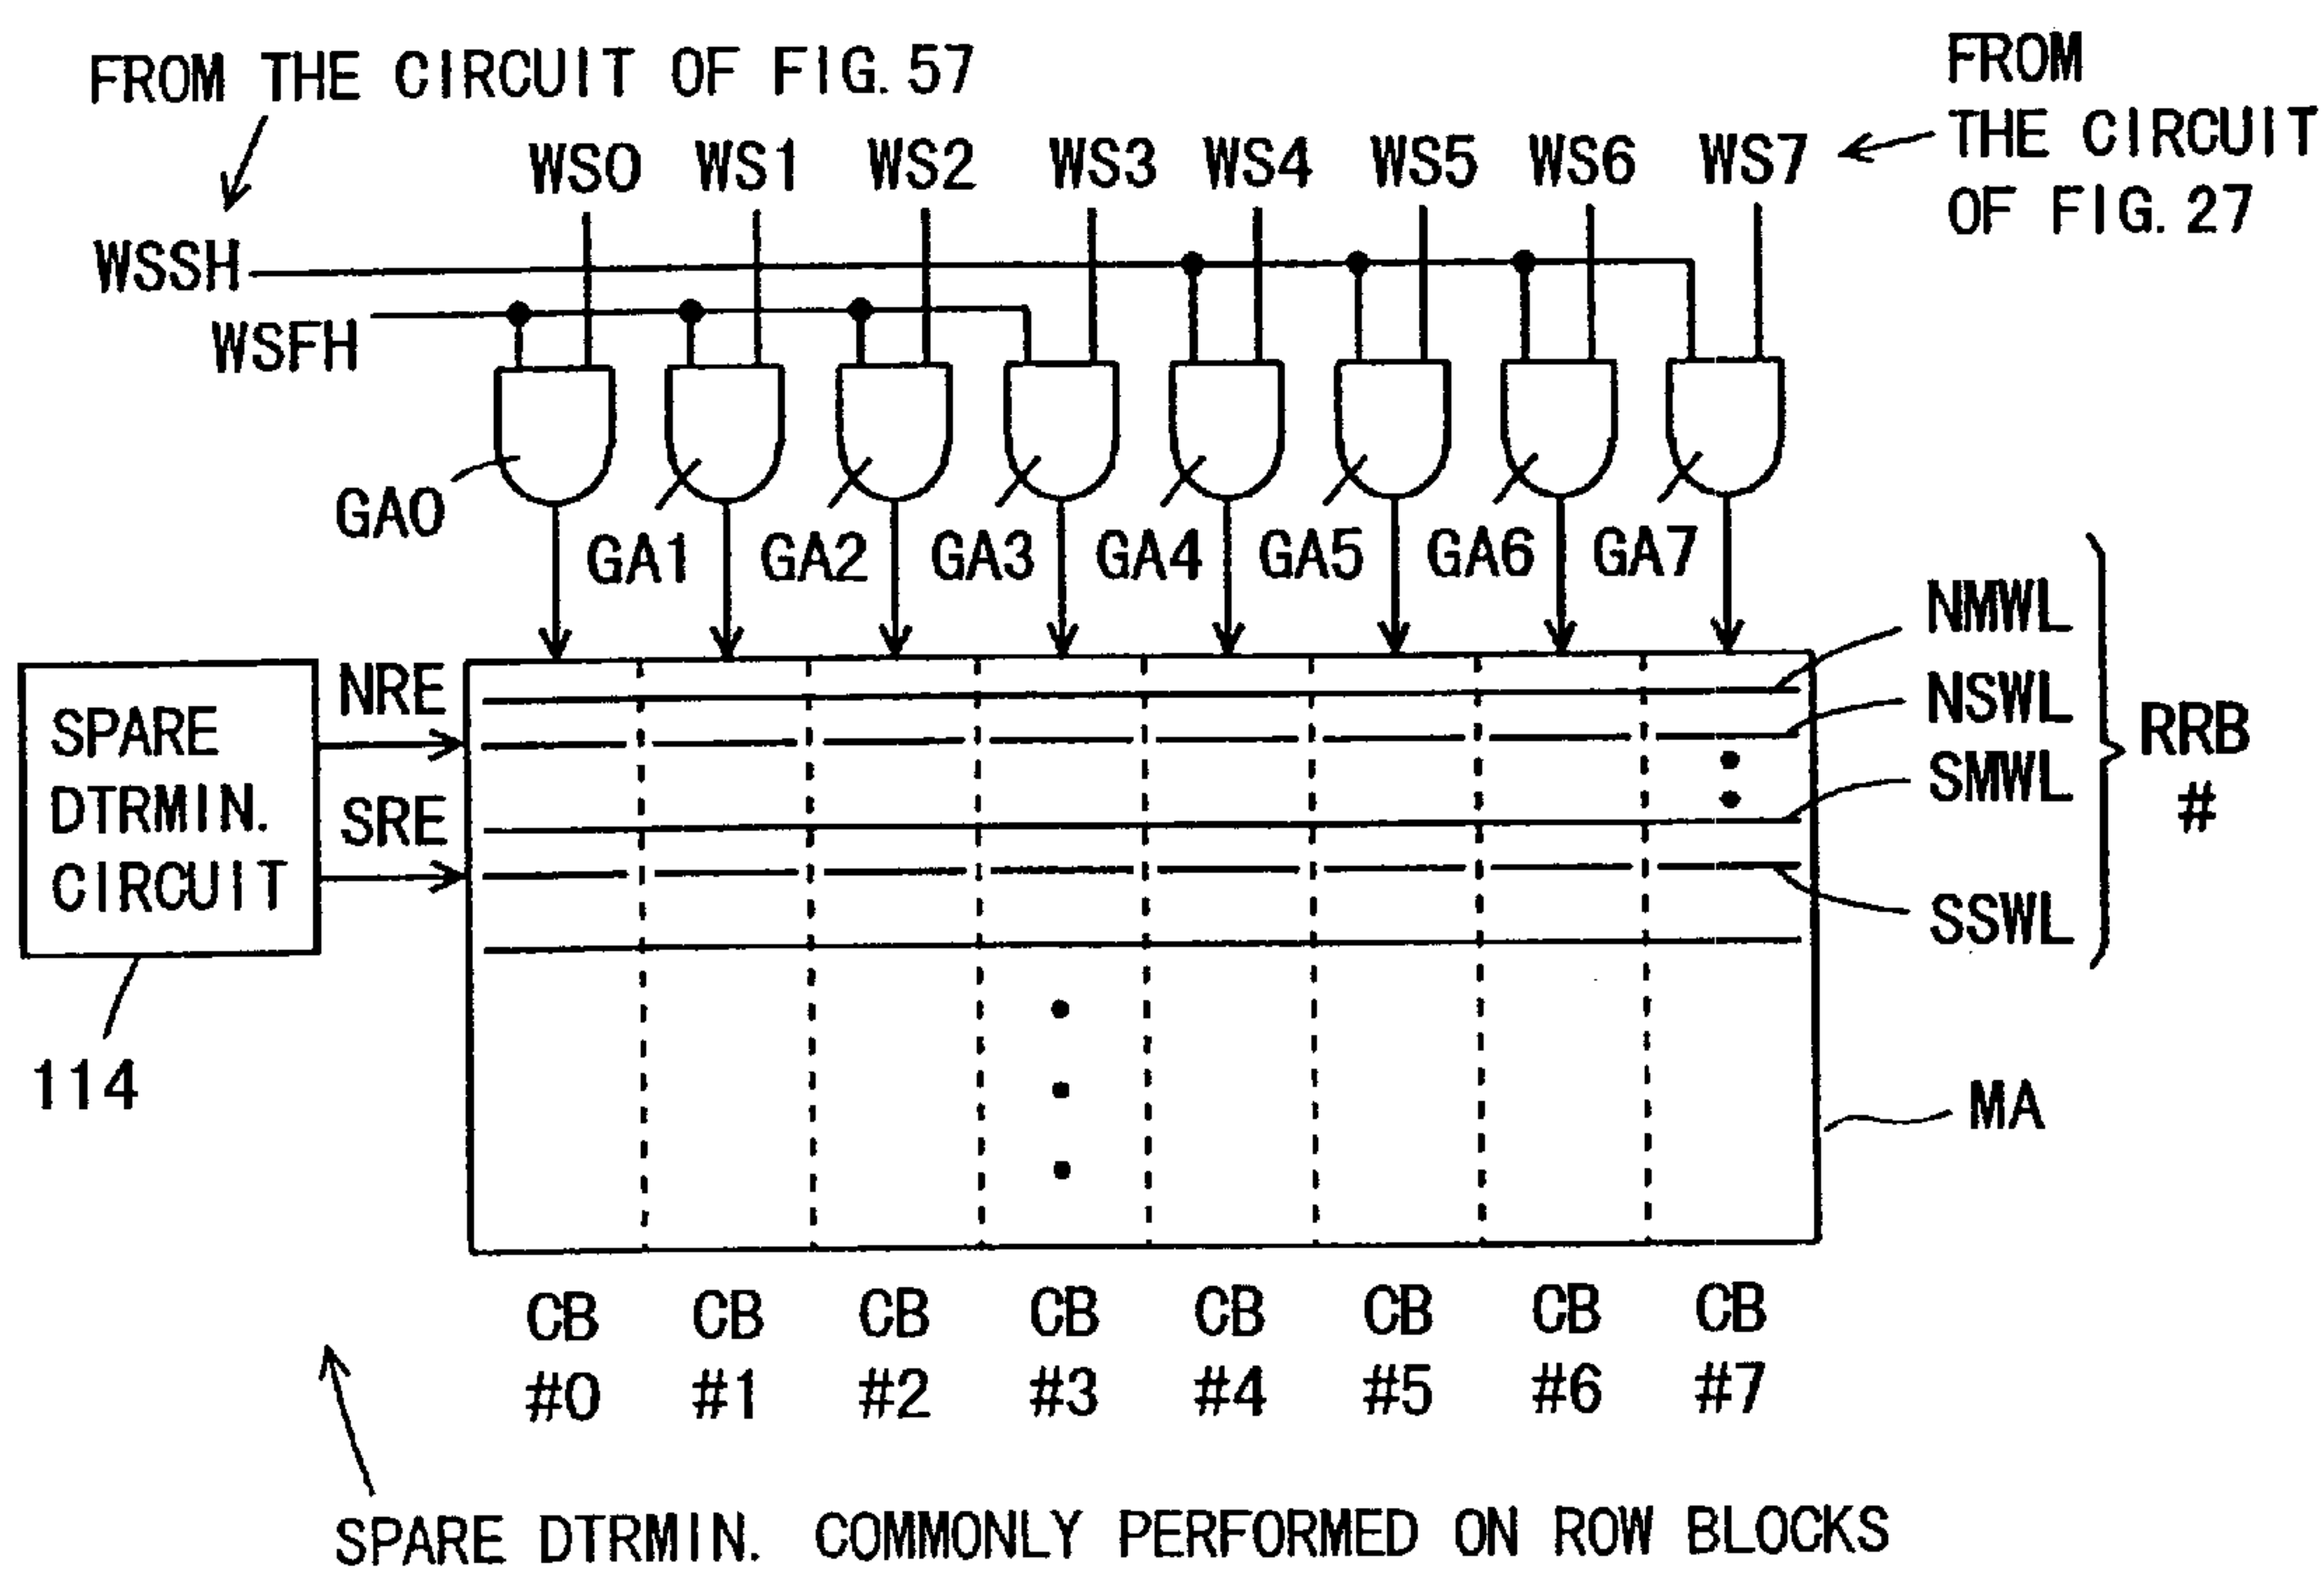 FROM THE CIRCUIT OF FIG. 57
FROM
THE CIRCUIT
OF FIG. 27
WS0 WS1 WS2 WS3 WS4 WS5 WS6 WS7
WSSH
WSFH
GA0
GA1 GA2 GA3 GA4 GA5 GA6 GA7
NMWL
NSWL
SMWL
SSWL
RRB
#
NRE
SRE
SPARE
DTRMIN.
CIRCUIT
114
MA
CB CB CB CB CB CB CB CB
#0 #1 #2 #3 #4 #5 #6 #7
SPARE DTRMIN. COMMONLY PERFORMED ON ROW BLOCKS